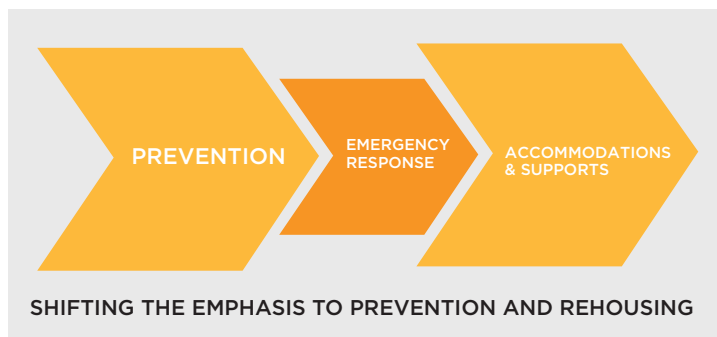 PREVENTION
EMERGENCY
RESPONSE
ACCOMMODATIONS
& SUPPORTS
SHIFTING THE EMPHASIS TO PREVENTION AND REHOUSING